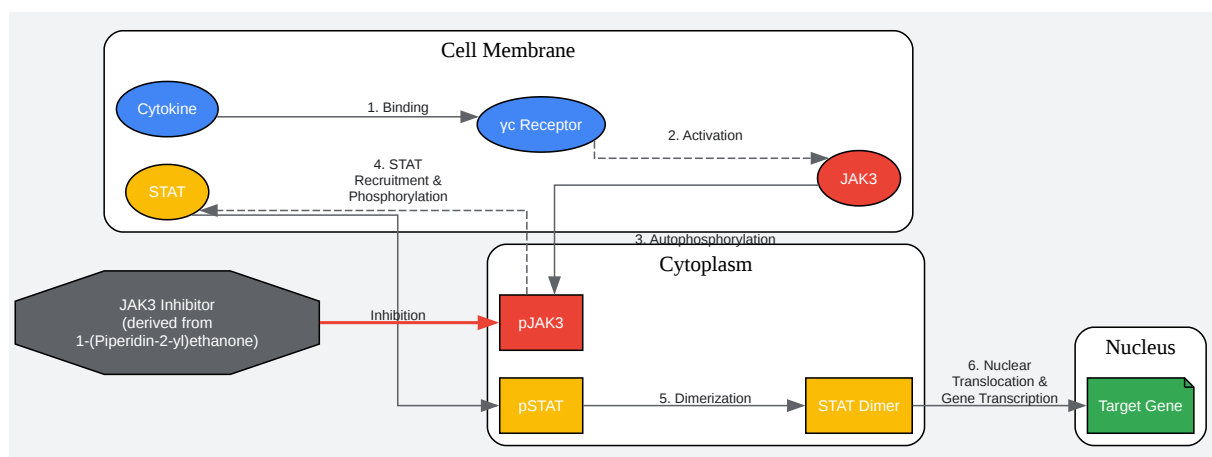 Cell Membrane
Cytokine
1. Binding
γc Receptor
2. Activation
JAK3
STAT
4. STAT
Recruitment &
Phosphorylation
3. Autophosphorylation
Cytoplasm
JAK3 Inhibitor
(derived from
1-(Piperidin-2-yl)ethanone)
Inhibition
pJAK3
pSTAT
5. Dimerization
STAT Dimer
6. Nuclear
Translocation &
Gene Transcription
Nucleus
Target Gene